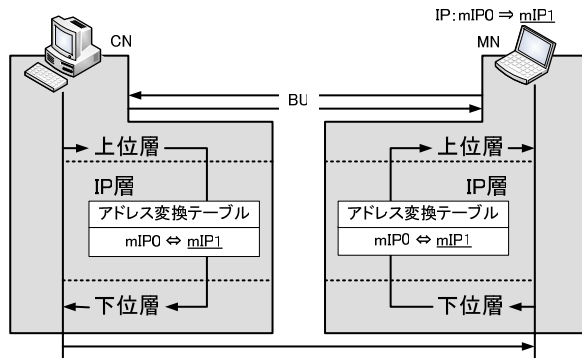 CN
MN
IP:mIP0 ⇒ mIP1
BU
上位層
IP層
アドレス変換テーブル
mIP0 ⇔ mIP1
下位層
上位層
IP層
アドレス変換テーブル
mIP0 ⇔ mIP1
下位層